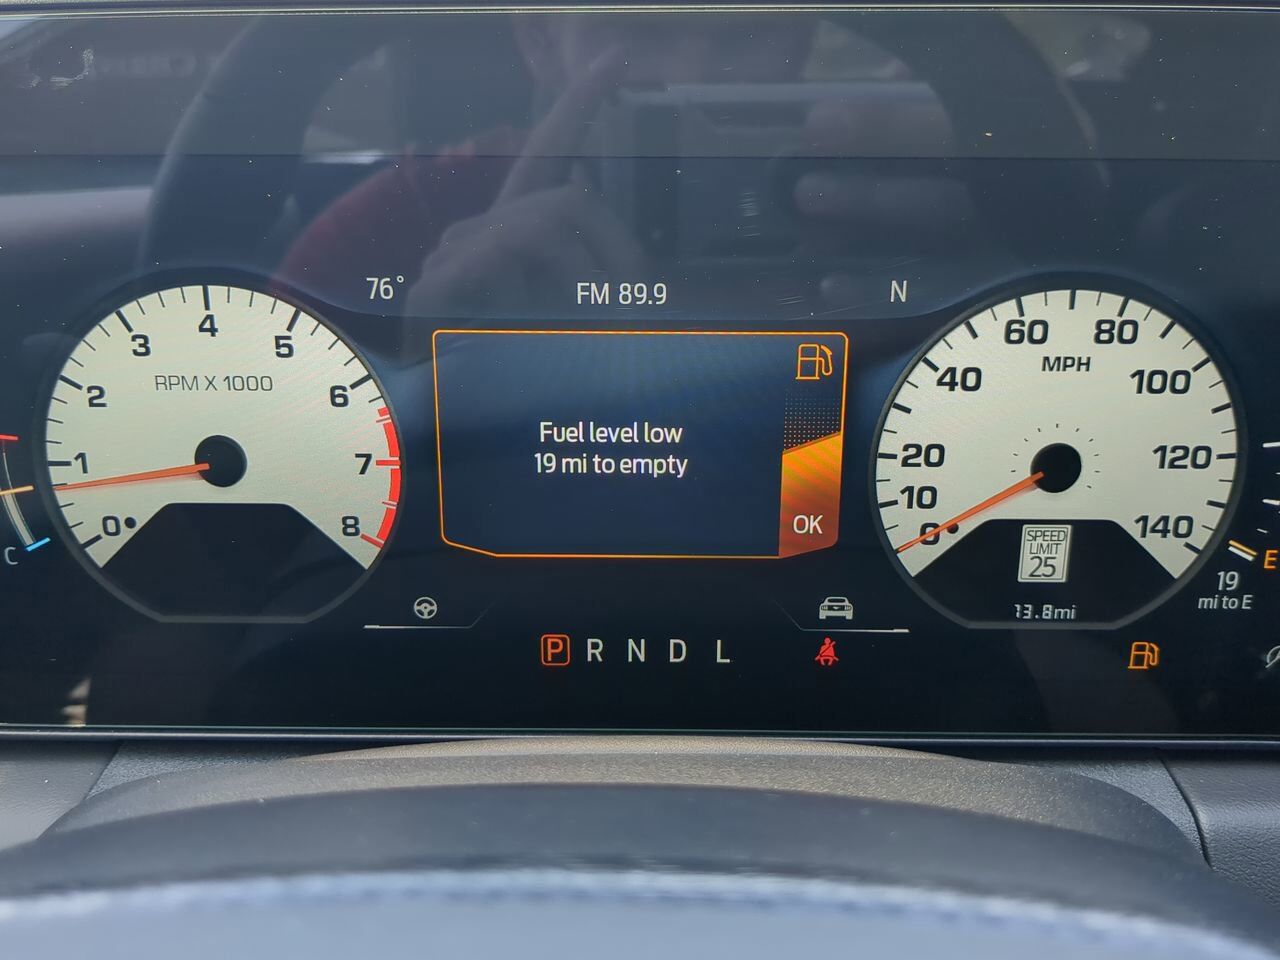 76°
FM 89.9
N
RPM X 1000
0
1
2
3
4
5
6
7
8
C
Fuel level low
19 mi to empty
OK
MPH
0
10
20
40
60
80
100
120
140
SPEED
LIMIT
25
13.8mi
E
19
mi to E
P R N D L